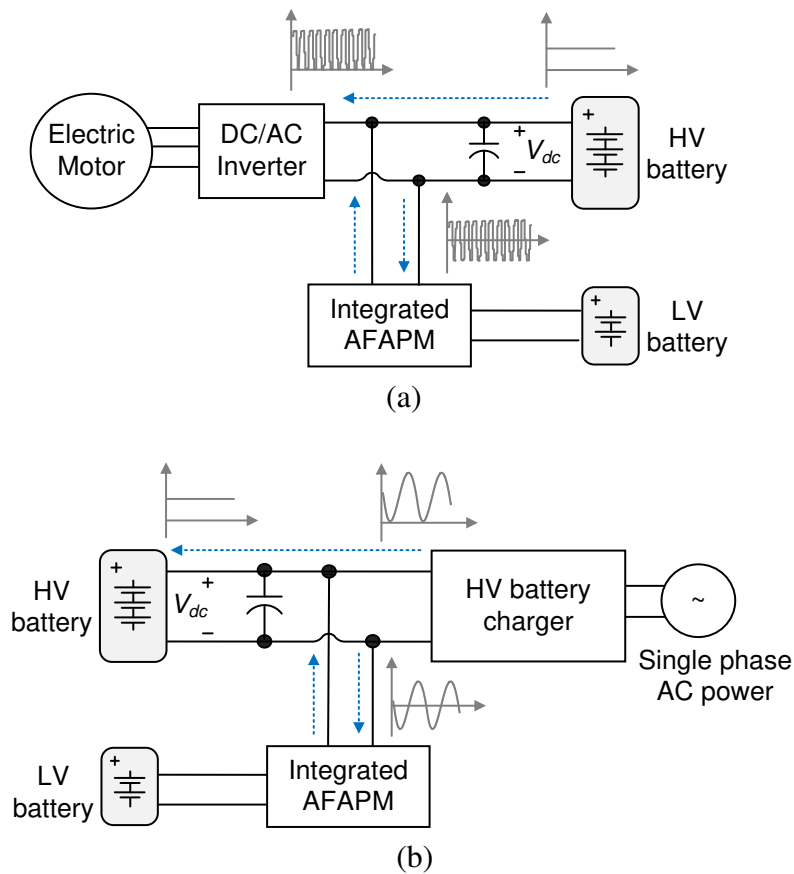 Electric
Motor
DC/AC
Inverter
+
Vdc
−
+
HV
battery
Integrated
AFAPM
+
LV
battery
(a)
HV
battery
+
+
Vdc
−
HV battery
charger
~
Single phase
AC power
LV
battery
+
Integrated
AFAPM
(b)